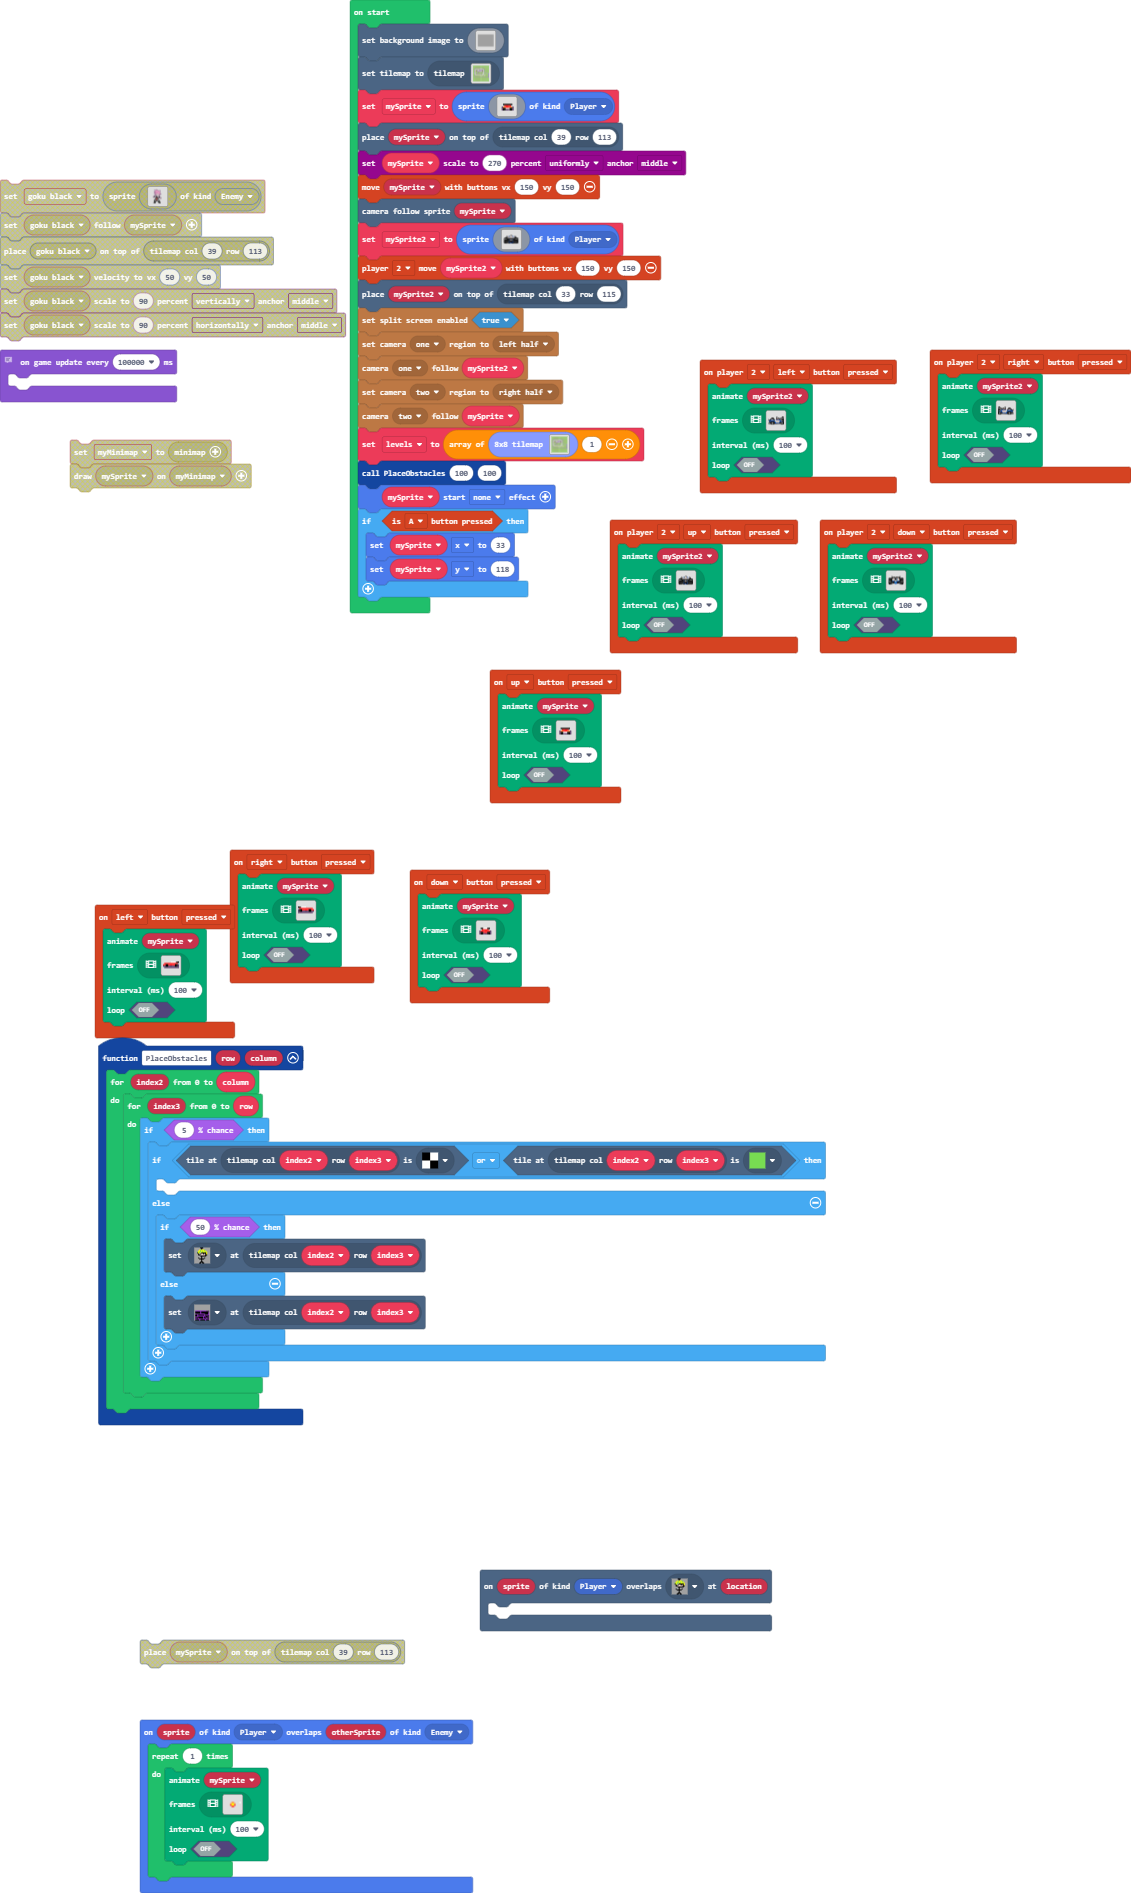 on start
set background image to
set tilemap to tilemap
set mySprite to sprite of kind Player
place mySprite on top of tilemap col 39 row 113
set mySprite scale to 270 percent uniformly anchor middle
move mySprite with buttons vx 150 vy 150
camera follow sprite mySprite
set mySprite2 to sprite of kind Player
player 2 move mySprite2 with buttons vx 150 vy 150
place mySprite2 on top of tilemap col 33 row 115
set split screen enabled true
set camera one region to left half
camera one follow mySprite2
set camera two region to right half
camera two follow mySprite
set levels to array of 8x8 tilemap 1
call PlaceObstacles 100 100
mySprite start none effect
if is A button pressed then
set mySprite x to 33
set mySprite y to 118
set goku black to sprite of kind Enemy
set goku black follow mySprite
place goku black on top of tilemap col 39 row 113
set goku black velocity to vx 50 vy 50
set goku black scale to 90 percent vertically anchor middle
set goku black scale to 90 percent horizontally anchor middle
on game update every 100000 ms
set myMinimap to minimap
draw mySprite on myMinimap
on player 2 left button pressed
animate mySprite2
frames
interval (ms) 100
loop OFF
on player 2 right button pressed
animate mySprite2
frames
interval (ms) 100
loop OFF
on player 2 up button pressed
animate mySprite2
frames
interval (ms) 100
loop OFF
on player 2 down button pressed
animate mySprite2
frames
interval (ms) 100
loop OFF
on up button pressed
animate mySprite
frames
interval (ms) 100
loop OFF
on right button pressed
animate mySprite
frames
interval (ms) 100
loop OFF
on down button pressed
animate mySprite
frames
interval (ms) 100
loop OFF
on left button pressed
animate mySprite
frames
interval (ms) 100
loop OFF
function PlaceObstacles row column
for index2 from 0 to column
do for index3 from 0 to row
do if 5 % chance then
if tile at tilemap col index2 row index3 is or tile at tilemap col index2 row index3 is then
else
if 50 % chance then
set at tilemap col index2 row index3
else
set at tilemap col index2 row index3
on sprite of kind Player overlaps at location
place mySprite on top of tilemap col 39 row 113
on sprite of kind Player overlaps otherSprite of kind Enemy
repeat 1 times
do animate mySprite
frames
interval (ms) 100
loop OFF